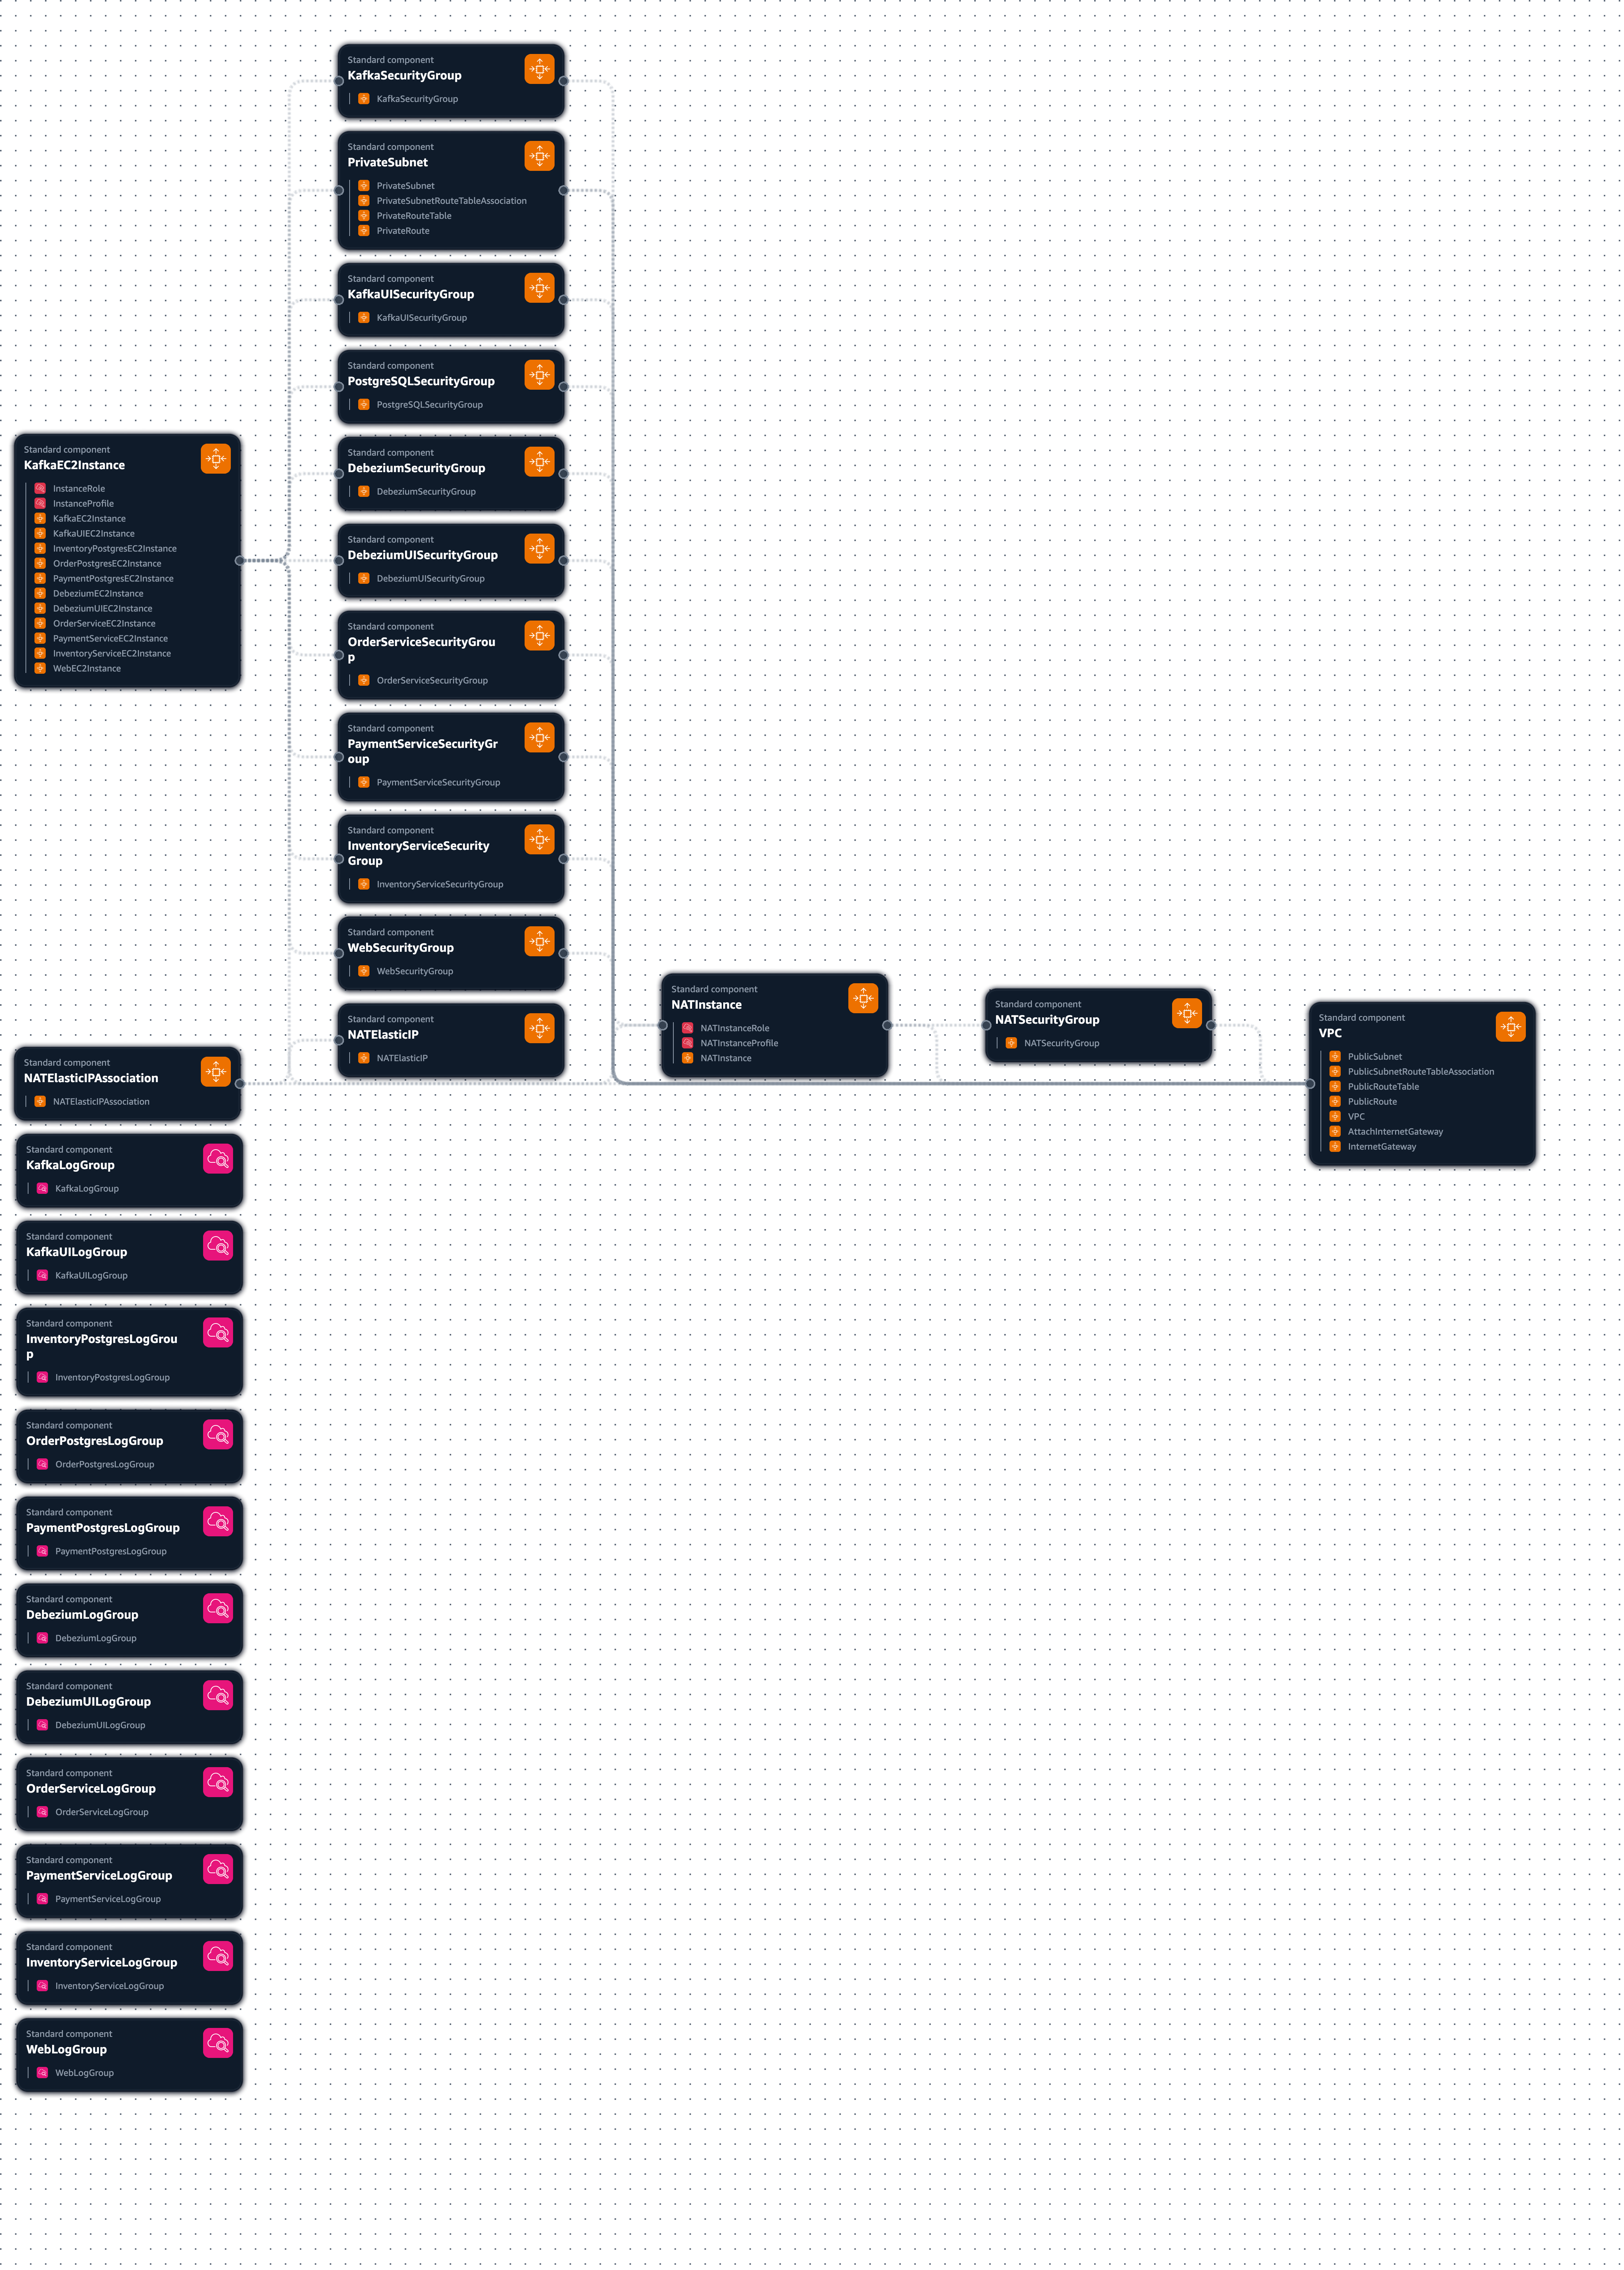 Standard component
KafkaEC2Instance
InstanceRole
InstanceProfile
KafkaEC2Instance
KafkaUIEC2Instance
InventoryPostgresEC2Instance
OrderPostgresEC2Instance
PaymentPostgresEC2Instance
DebeziumEC2Instance
DebeziumUIEC2Instance
OrderServiceEC2Instance
PaymentServiceEC2Instance
InventoryServiceEC2Instance
WebEC2Instance
Standard component
NATElasticIPAssociation
NATElasticIPAssociation
Standard component
KafkaLogGroup
KafkaLogGroup
Standard component
KafkaUILogGroup
KafkaUILogGroup
Standard component
InventoryPostgresLogGrou
p
InventoryPostgresLogGroup
Standard component
OrderPostgresLogGroup
OrderPostgresLogGroup
Standard component
PaymentPostgresLogGroup
PaymentPostgresLogGroup
Standard component
DebeziumLogGroup
DebeziumLogGroup
Standard component
DebeziumUILogGroup
DebeziumUILogGroup
Standard component
OrderServiceLogGroup
OrderServiceLogGroup
Standard component
PaymentServiceLogGroup
PaymentServiceLogGroup
Standard component
InventoryServiceLogGroup
InventoryServiceLogGroup
Standard component
WebLogGroup
WebLogGroup
Standard component
KafkaSecurityGroup
KafkaSecurityGroup
Standard component
PrivateSubnet
PrivateSubnet
PrivateSubnetRouteTableAssociation
PrivateRouteTable
PrivateRoute
Standard component
KafkaUISecurityGroup
KafkaUISecurityGroup
Standard component
PostgreSQLSecurityGroup
PostgreSQLSecurityGroup
Standard component
DebeziumSecurityGroup
DebeziumSecurityGroup
Standard component
DebeziumUISecurityGroup
DebeziumUISecurityGroup
Standard component
OrderServiceSecurityGrou
p
OrderServiceSecurityGroup
Standard component
PaymentServiceSecurityGr
oup
PaymentServiceSecurityGroup
Standard component
InventoryServiceSecurity
Group
InventoryServiceSecurityGroup
Standard component
WebSecurityGroup
WebSecurityGroup
Standard component
NATElasticIP
NATElasticIP
Standard component
NATInstance
NATInstanceRole
NATInstanceProfile
NATInstance
Standard component
NATSecurityGroup
NATSecurityGroup
Standard component
VPC
PublicSubnet
PublicSubnetRouteTableAssociation
PublicRouteTable
PublicRoute
VPC
AttachInternetGateway
InternetGateway